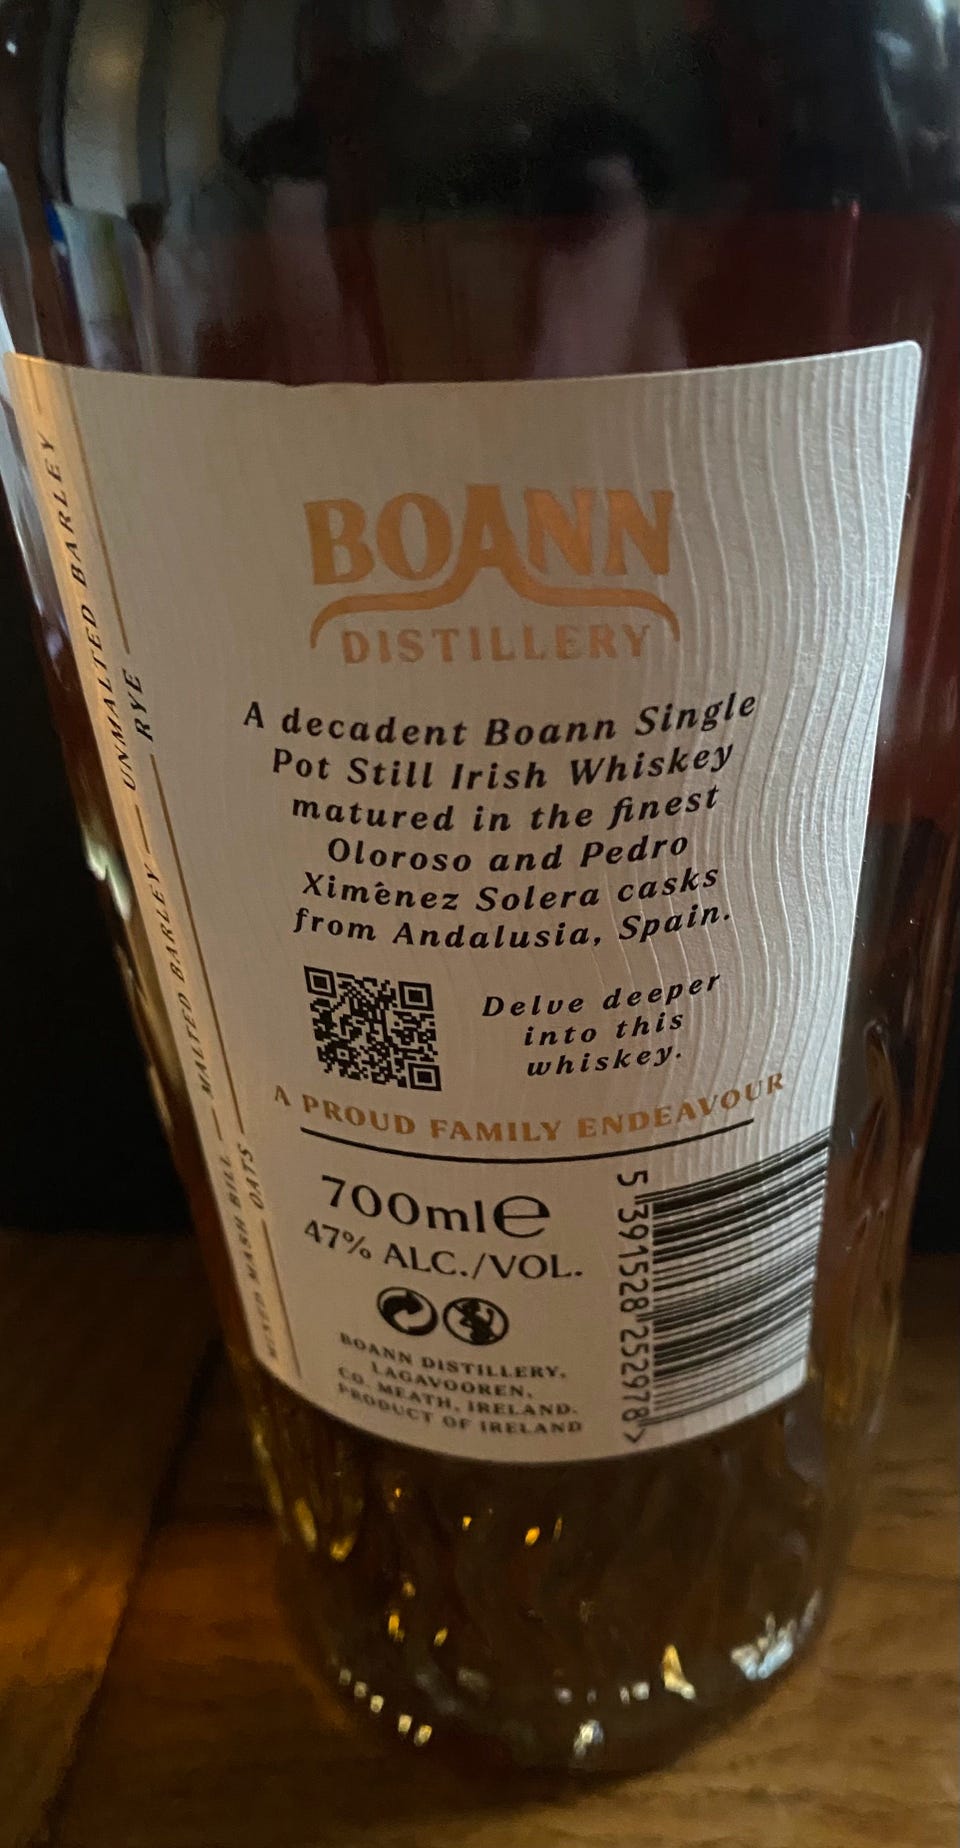 BOANN
DISTILLERY
A decadent Boann Single
Pot Still Irish Whiskey
matured in the finest
Oloroso and Pedro
Ximènez Solera casks
from Andalusia, Spain.
Delve deeper
into this
whiskey.
A PROUD FAMILY ENDEAVOUR
700ml℮
47% ALC./VOL.
BOANN DISTILLERY,
LAGAVOOREN,
CO. MEATH, IRELAND.
PRODUCT OF IRELAND
5 391528 252978 >
MASH BILL — MALTED BARLEY — UNMALTED BARLEY —
OATS — RYE —